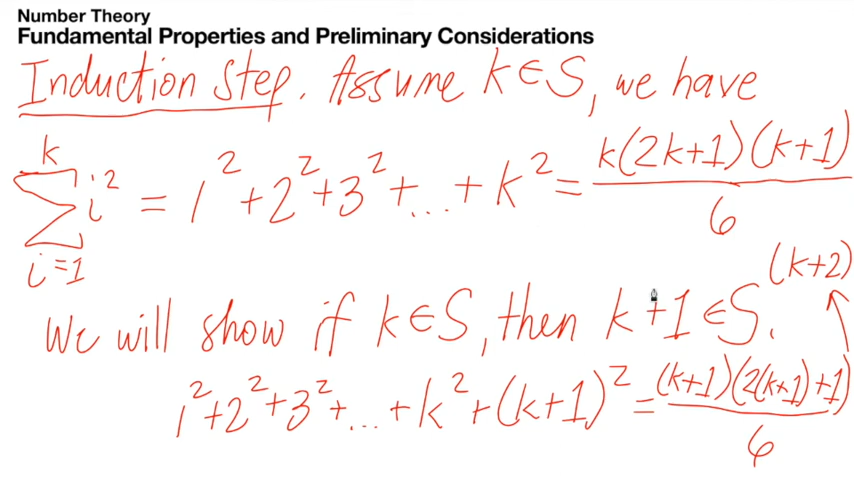 Number Theory
Fundamental Properties and Preliminary Considerations
Induction Step. Assume k∈S, we have
∑_{i=1}^{k} i² = 1² + 2² + 3² + ... + k² = k(2k+1)(k+1)/6
(k+2)
We will show if k∈S, then k+1∈S.
1² + 2² + 3² + ... + k² + (k+1)² = (k+1)(2(k+1)+1)/6